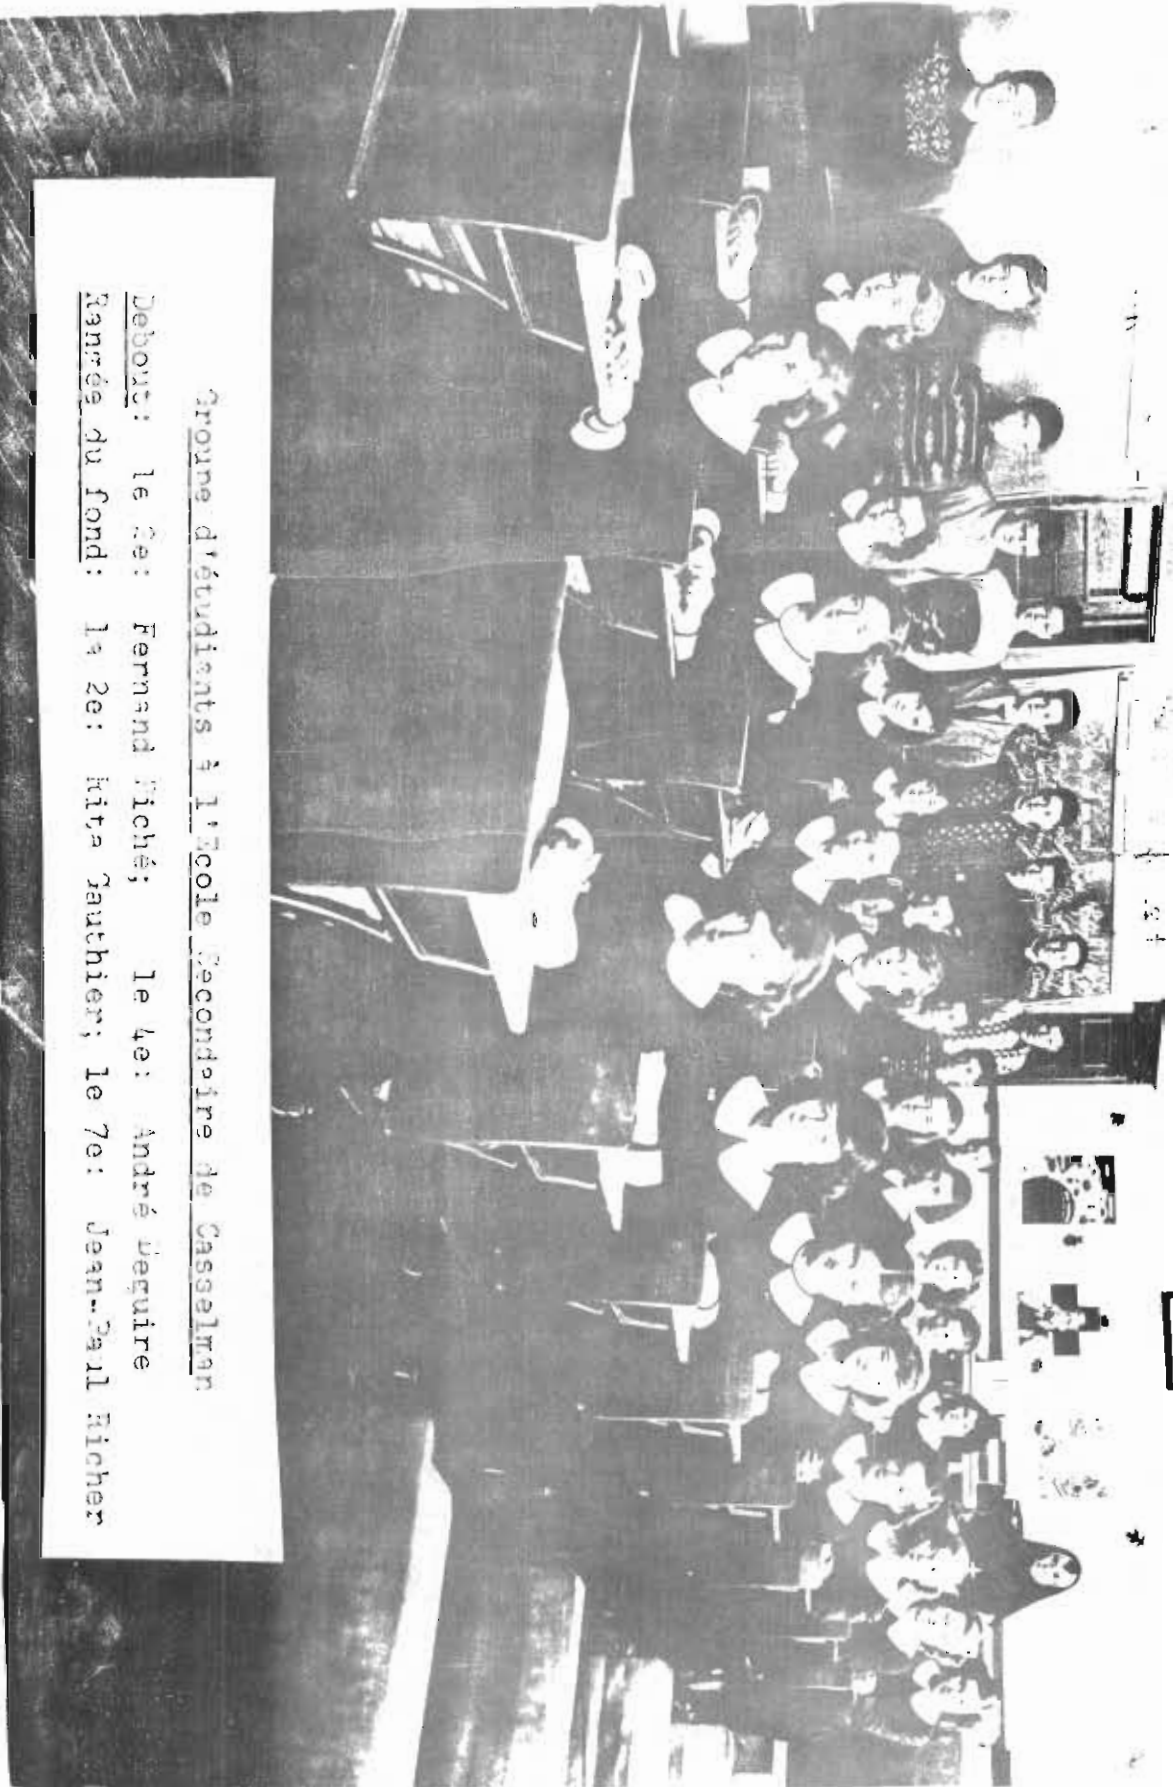 Groupe d'étudiants à l'Ecole Secondaire de Casselman
Debout: le 2e: Fernand Piché; le 4e: André Deguire
Rangée du fond: la 2e: Rita Gauthier; le 7e: Jean-Paul Richer